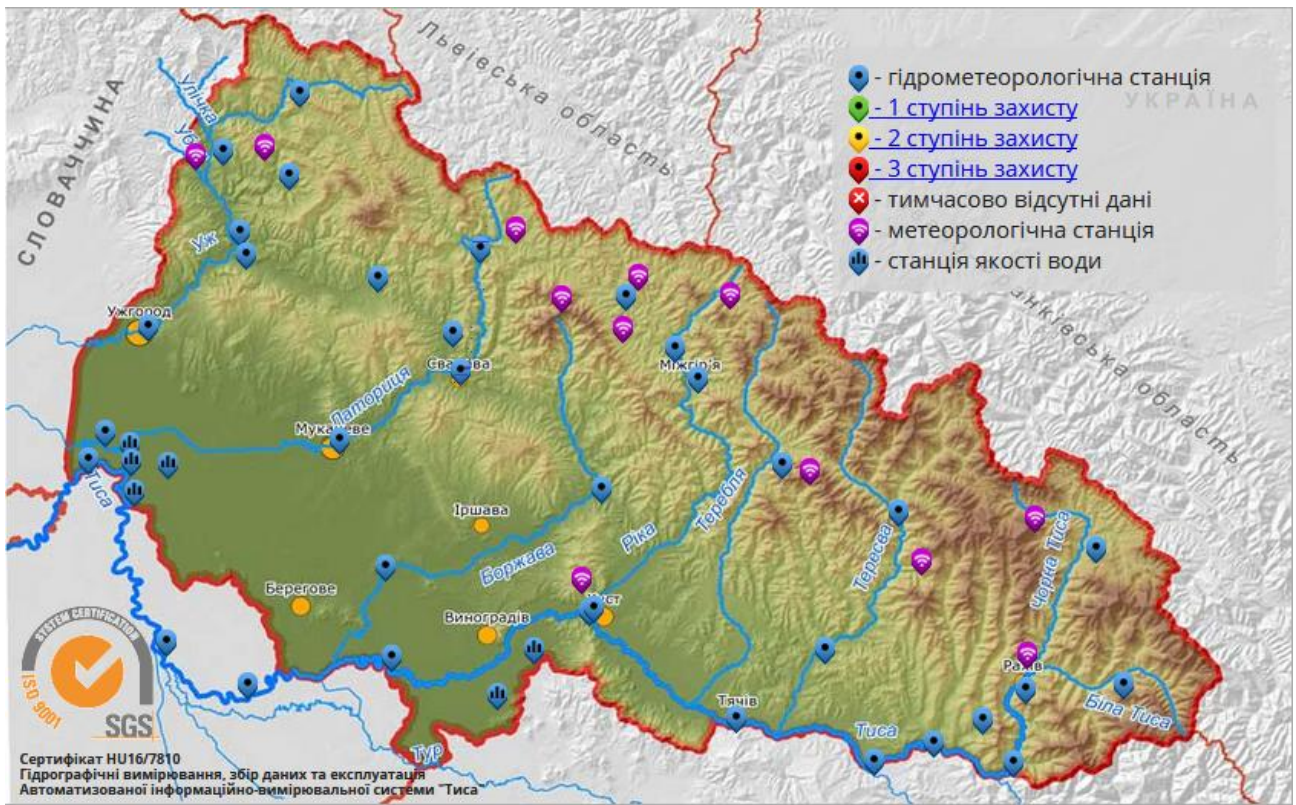 Львівська область
УКРАЇНА
СЛОВАЧЧИНА
- гідрометеорологічна станція
- 1 ступінь захисту
- 2 ступінь захисту
- 3 ступінь захисту
- тимчасово відсутні дані
- метеорологічна станція
- станція якості води
Улічка
Уж
Ужгород
Міжгір'я
Латориця
Іршава
Боржава
Ріка
Теребля
Тересва
Чорна Тиса
Берегове
Виноградів
Тиса
Тячів
Тиса
Біла Тиса
Тур
область
SYSTEM CERTIFICATION
ISO 9001
SGS
Сертифікат HU16/7810
Гідрографічні вимірювання, збір даних та експлуатація
Автоматизованої інформаційно-вимірювальної системи "Тиса"